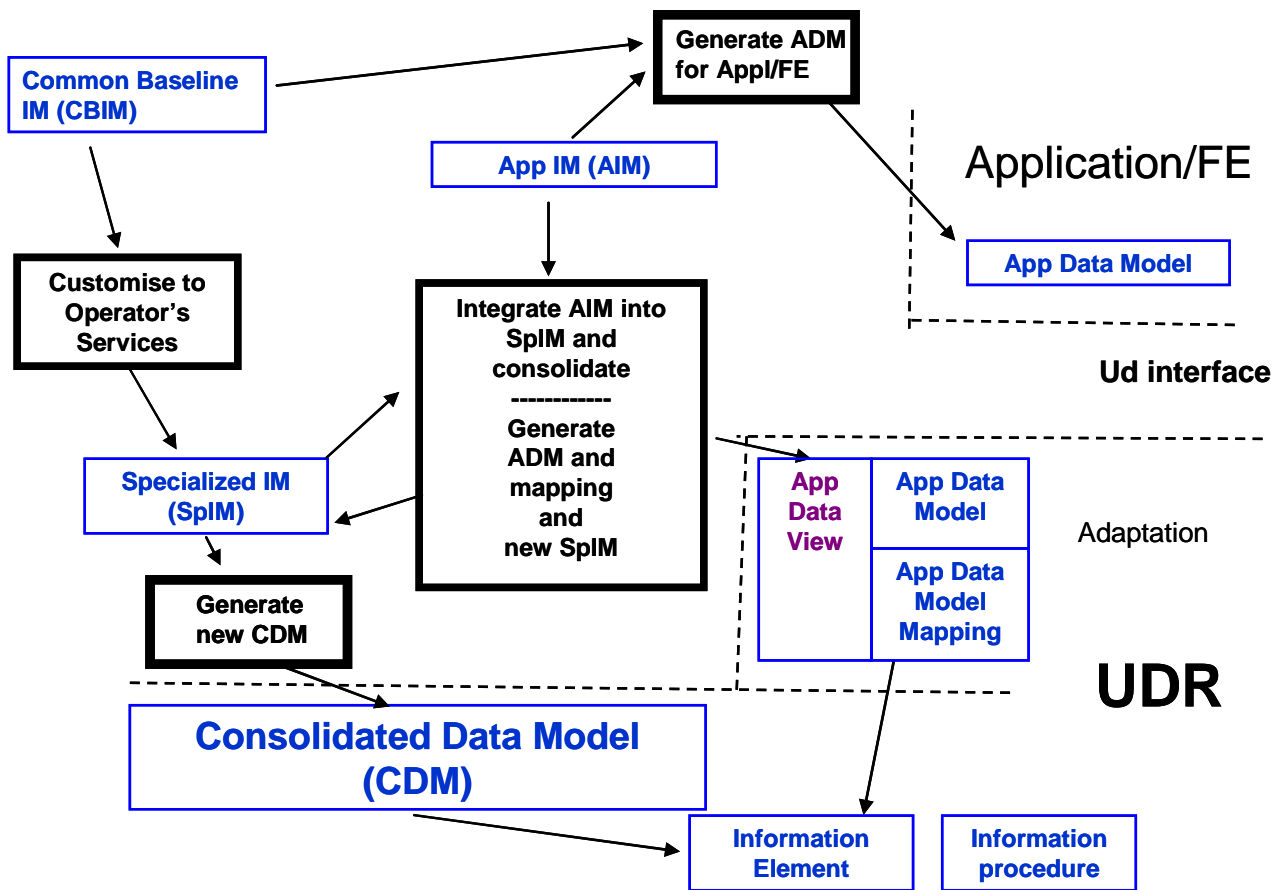 Generate ADM
for Appl/FE
Common Baseline
IM (CBIM)
App IM (AIM)
Application/FE
App Data Model
Customise to
Operator's
Services
Integrate AIM into
SpIM and
consolidate
------------
Generate
ADM and
mapping
and
new SpIM
Ud interface
Specialized IM
(SpIM)
App
Data
View
App Data
Model
App Data
Model
Mapping
Adaptation
Generate
new CDM
UDR
Consolidated Data Model
(CDM)
Information
Element
Information
procedure